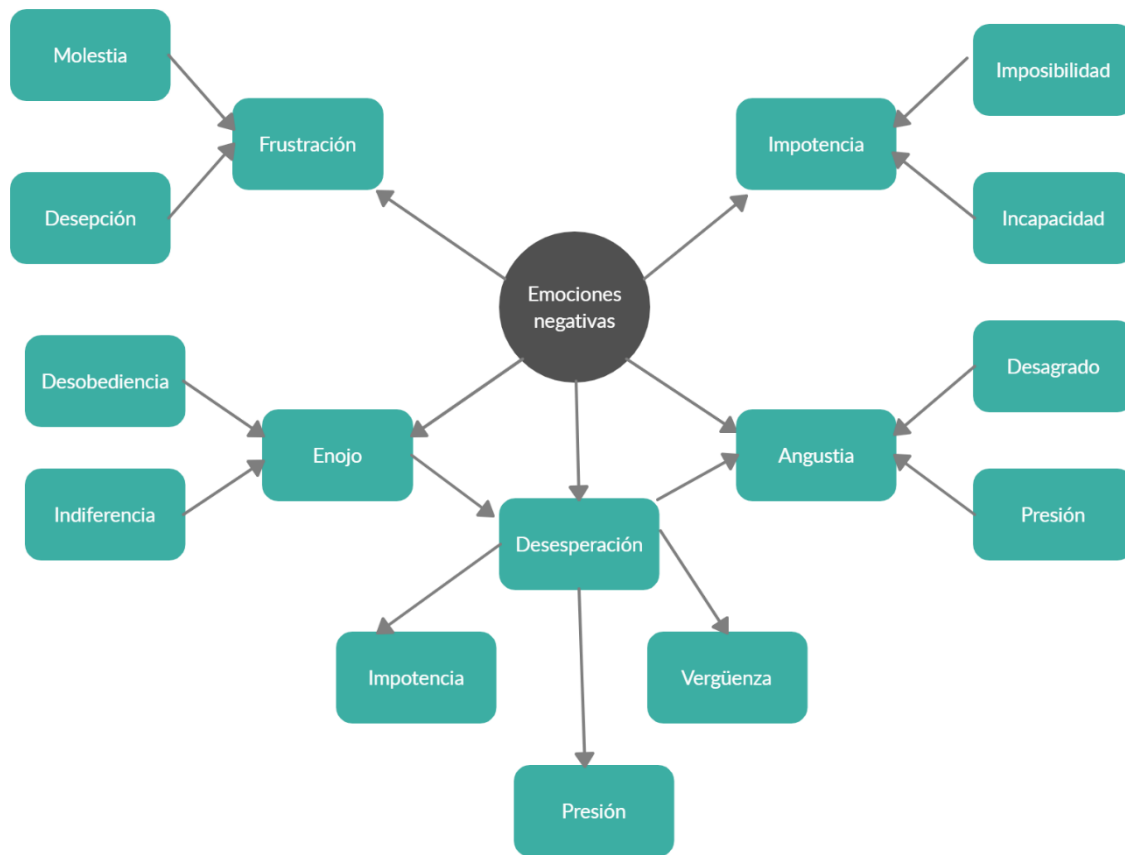 Molestia
Imposibilidad
Frustración
Impotencia
Desepción
Incapacidad
Emociones
negativas
Desobediencia
Desagrado
Enojo
Angustia
Indiferencia
Presión
Desesperación
Impotencia
Vergüenza
Presión